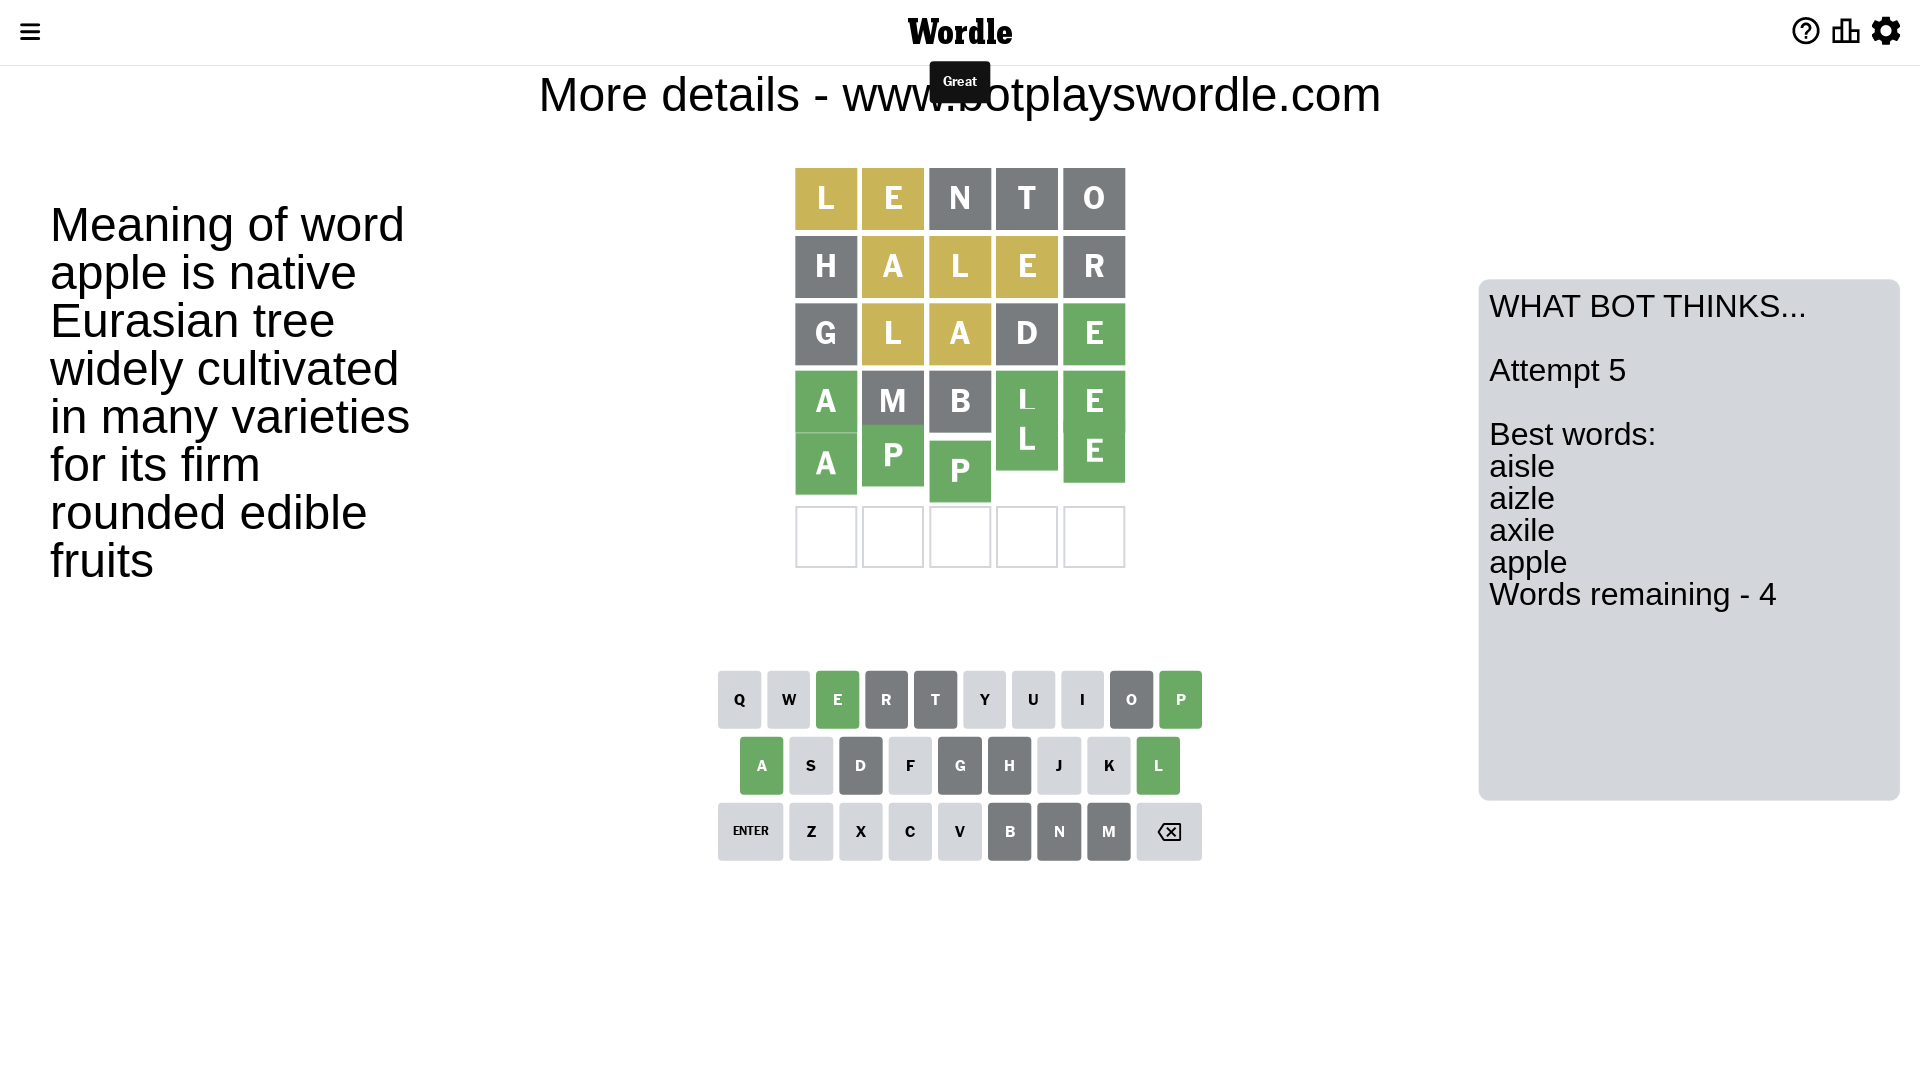 Wordle
Great
More details - www.botplayswordle.com
Meaning of word
apple is native
Eurasian tree
widely cultivated
in many varieties
for its firm
rounded edible
fruits
L E N T O
H A L E R
G L A D E
A M B L E
A P P L E
WHAT BOT THINKS...
Attempt 5
Best words:
aisle
aizle
axile
apple
Words remaining - 4
Q W E R T Y U I O P
A S D F G H J K L
ENTER Z X C V B N M